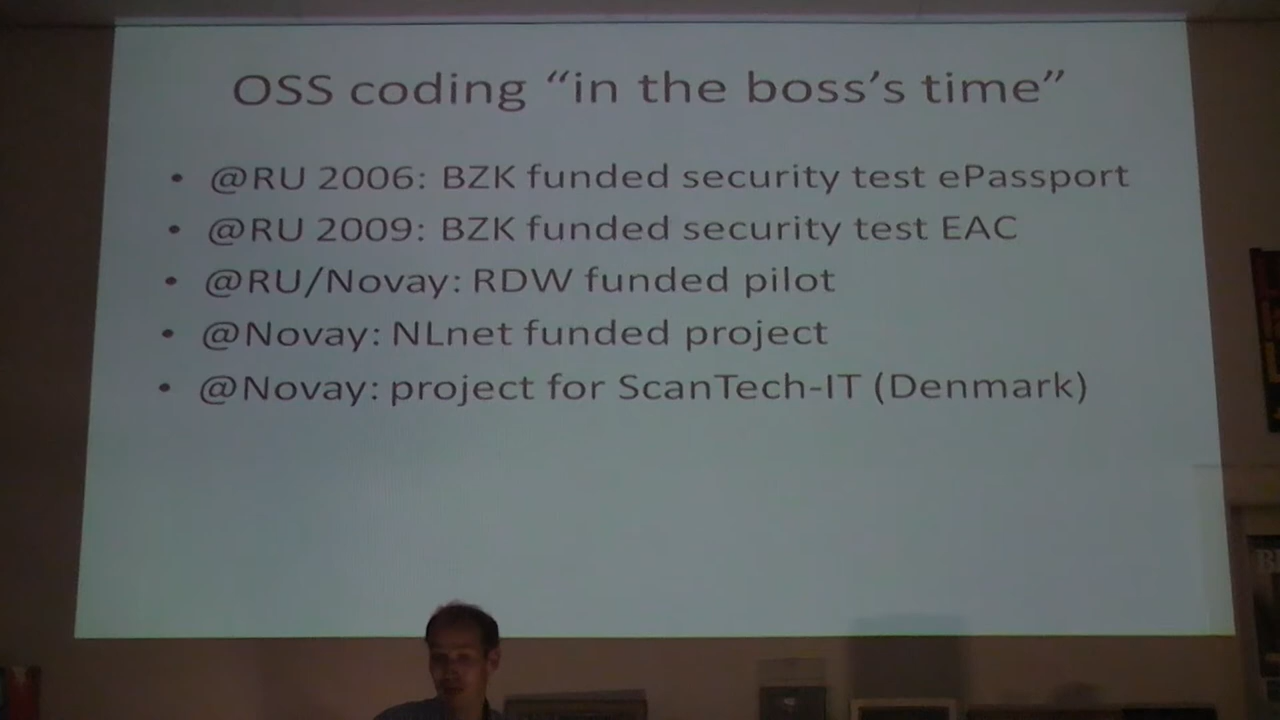 OSS coding “in the boss’s time”
• @RU 2006: BZK funded security test ePassport
• @RU 2009: BZK funded security test EAC
• @RU/Novay: RDW funded pilot
• @Novay: NLnet funded project
• @Novay: project for ScanTech-IT (Denmark)